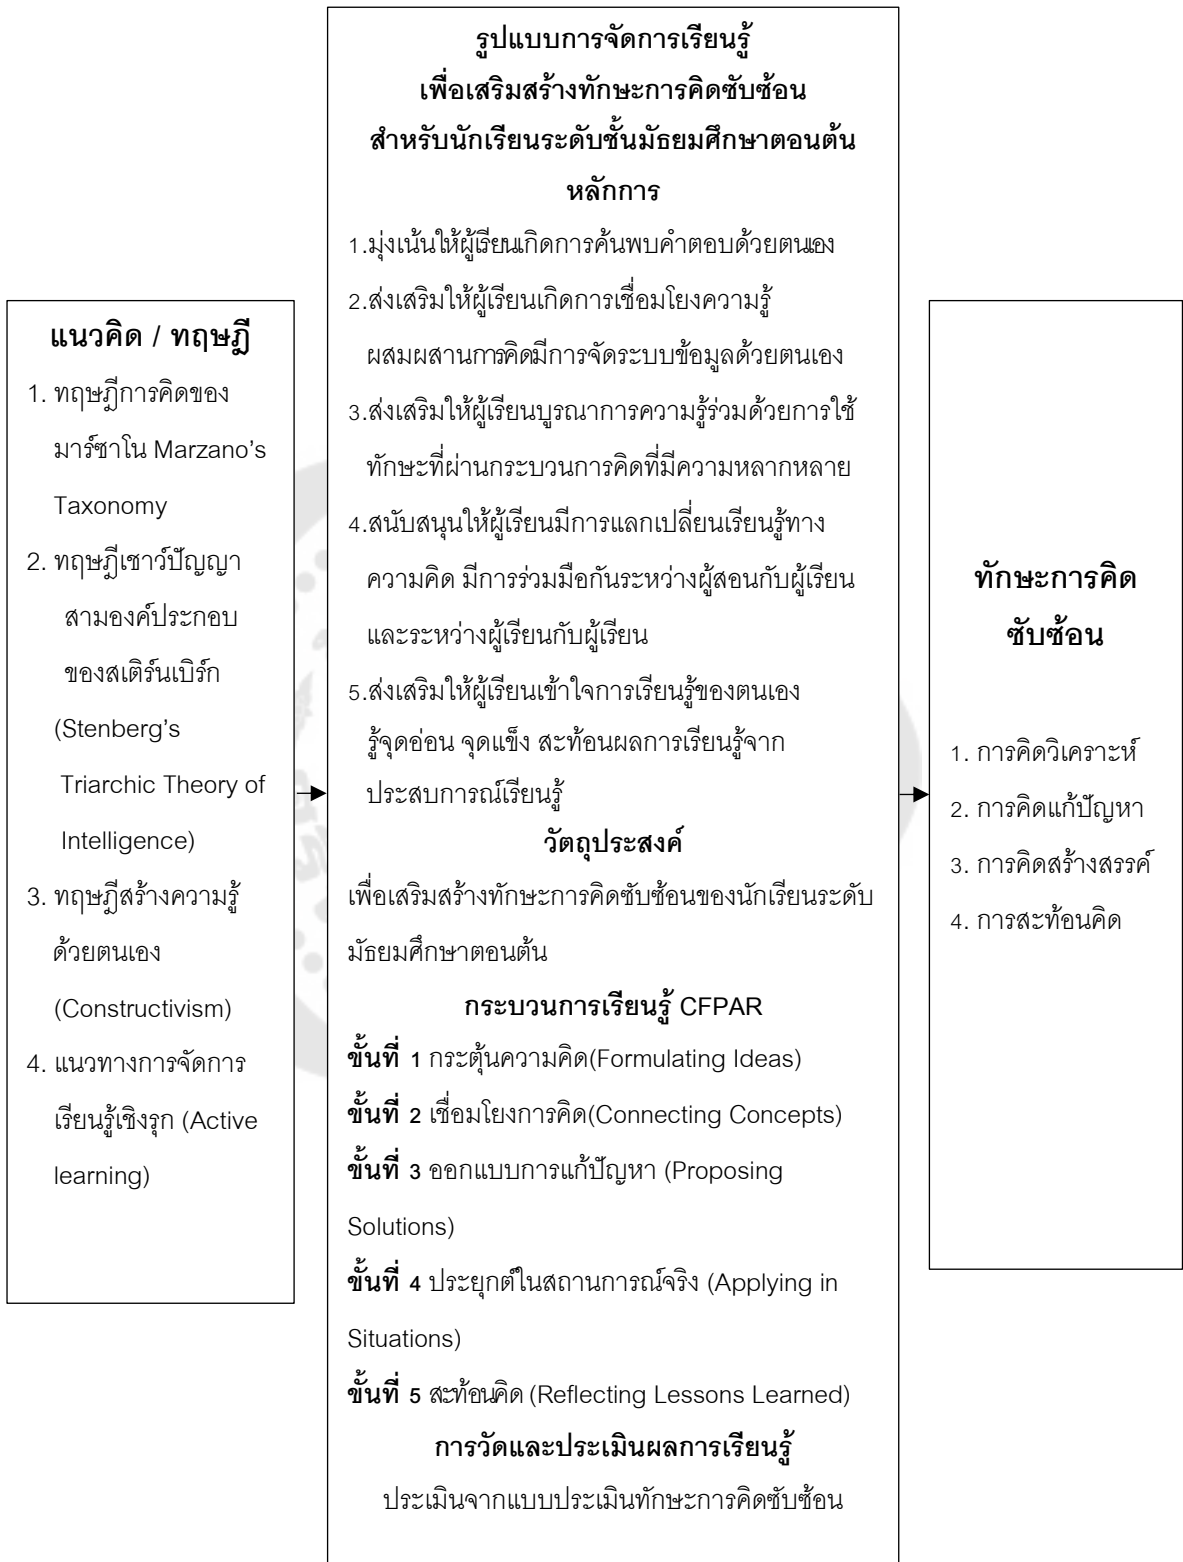 แนวคิด / ทฤษฎี
1. ทฤษฎีการคิดของ
มาร์ซาโน Marzano's
Taxonomy
2. ทฤษฎีเชาว์ปัญญา
สามองค์ประกอบ
ของสเติร์นเบิร์ก
(Stenberg's
Triarchic Theory of
Intelligence)
3. ทฤษฎีสร้างความรู้
ด้วยตนเอง
(Constructivism)
4. แนวทางการจัดการ
เรียนรู้เชิงรุก (Active
learning)
รูปแบบการจัดการเรียนรู้
เพื่อเสริมสร้างทักษะการคิดซับซ้อน
สำหรับนักเรียนระดับชั้นมัธยมศึกษาตอนต้น
หลักการ
1.มุ่งเน้นให้ผู้เรียนเกิดการค้นพบคำตอบด้วยตนเอง
2.ส่งเสริมให้ผู้เรียนเกิดการเชื่อมโยงความรู้
ผสมผสานการคิดมีการจัดระบบข้อมูลด้วยตนเอง
3.ส่งเสริมให้ผู้เรียนบูรณาการความรู้ร่วมด้วยการใช้
ทักษะที่ผ่านกระบวนการคิดที่มีความหลากหลาย
4.สนับสนุนให้ผู้เรียนมีการแลกเปลี่ยนเรียนรู้ทาง
ความคิด มีการร่วมมือกันระหว่างผู้สอนกับผู้เรียน
และระหว่างผู้เรียนกับผู้เรียน
5.ส่งเสริมให้ผู้เรียนเข้าใจการเรียนรู้ของตนเอง
รู้จุดอ่อน จุดแข็ง สะท้อนผลการเรียนรู้จาก
ประสบการณ์เรียนรู้
วัตถุประสงค์
เพื่อเสริมสร้างทักษะการคิดซับซ้อนของนักเรียนระดับ
มัธยมศึกษาตอนต้น
กระบวนการเรียนรู้ CFPAR
ขั้นที่ 1 กระตุ้นความคิด(Formulating Ideas)
ขั้นที่ 2 เชื่อมโยงการคิด(Connecting Concepts)
ขั้นที่ 3 ออกแบบการแก้ปัญหา (Proposing
Solutions)
ขั้นที่ 4 ประยุกต์ในสถานการณ์จริง (Applying in
Situations)
ขั้นที่ 5 สะท้อนคิด (Reflecting Lessons Learned)
การวัดและประเมินผลการเรียนรู้
ประเมินจากแบบประเมินทักษะการคิดซับซ้อน
ทักษะการคิด
ซับซ้อน
1. การคิดวิเคราะห์
2. การคิดแก้ปัญหา
3. การคิดสร้างสรรค์
4. การสะท้อนคิด